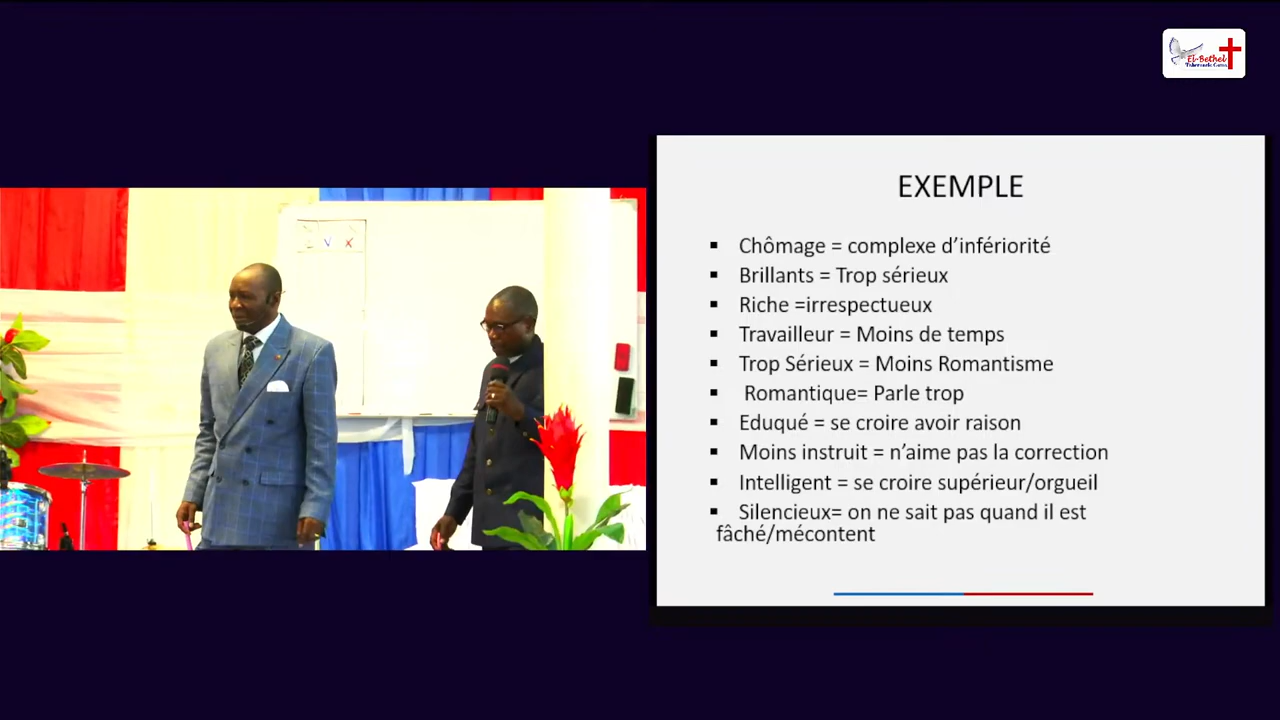 El-Bethel
EXEMPLE
▪ Chômage = complexe d’infériorité
▪ Brillants = Trop sérieux
▪ Riche =irrespectueux
▪ Travailleur = Moins de temps
▪ Trop Sérieux = Moins Romantisme
▪ Romantique= Parle trop
▪ Eduqué = se croire avoir raison
▪ Moins instruit = n’aime pas la correction
▪ Intelligent = se croire supérieur/orgueil
▪ Silencieux= on ne sait pas quand il est
fâché/mécontent
V X